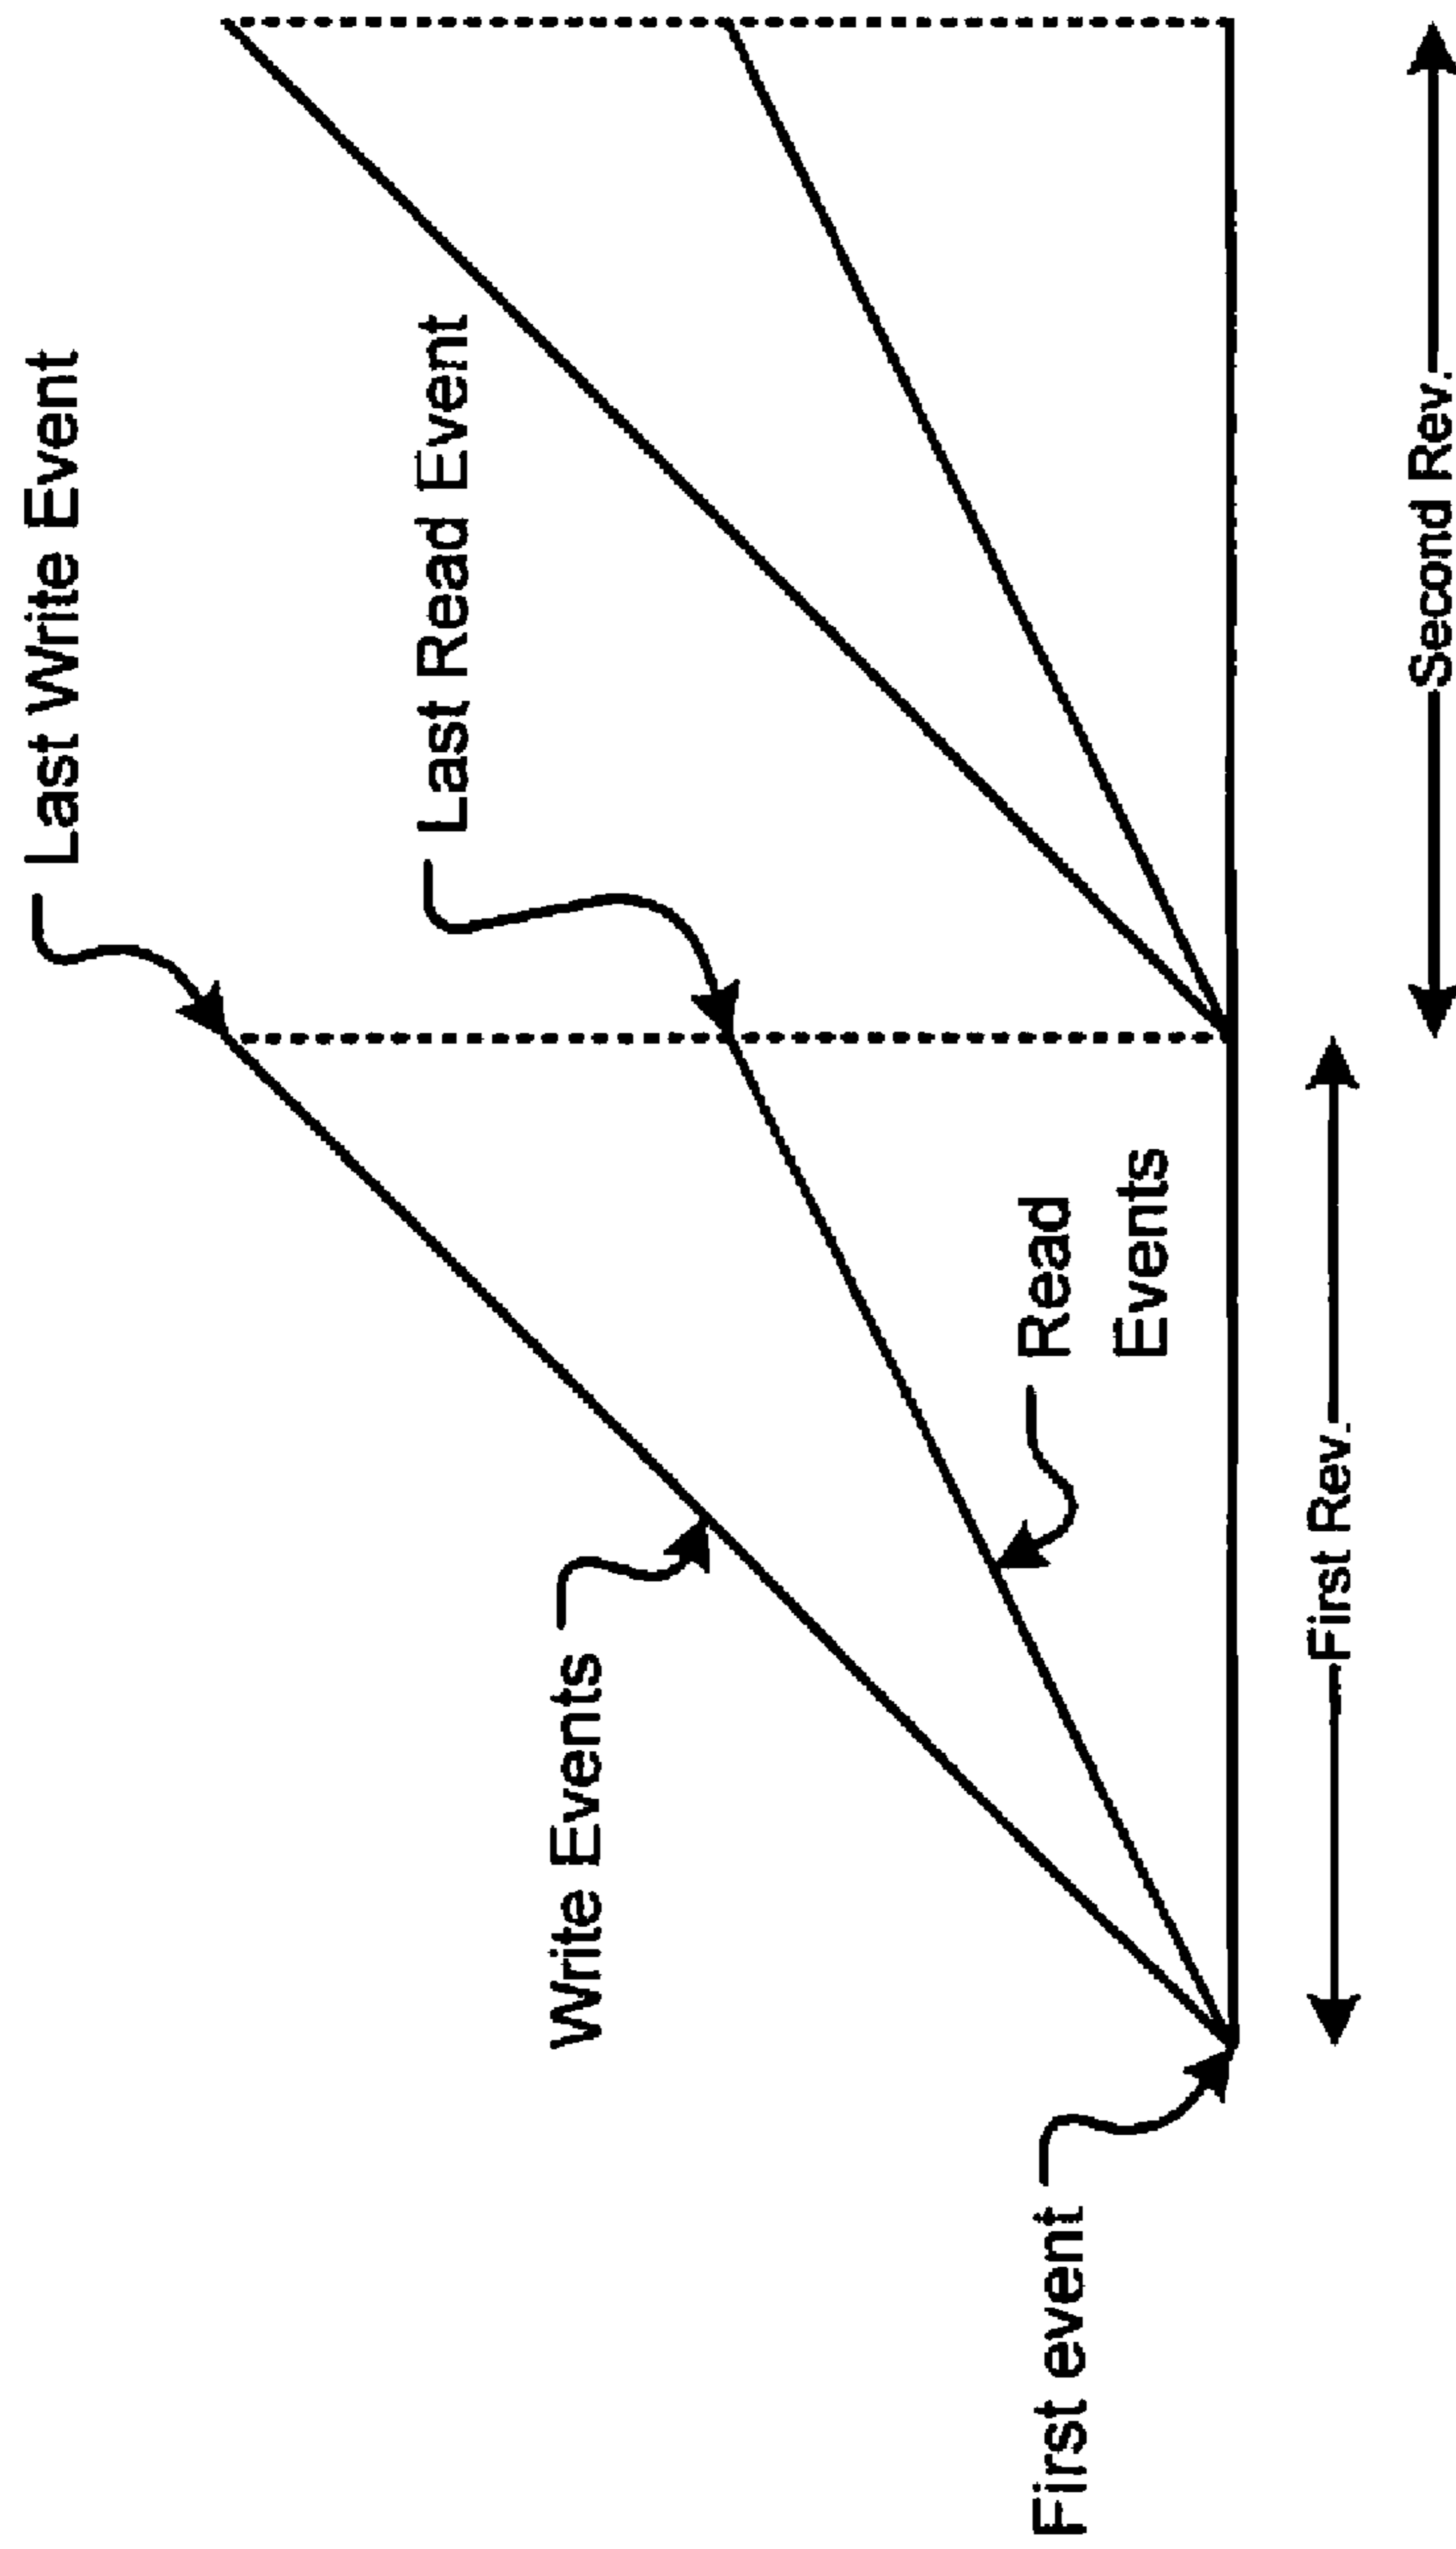 Last Write Event
Last Read Event
Write Events
Read
Events
First event
First Rev.
Second Rev.